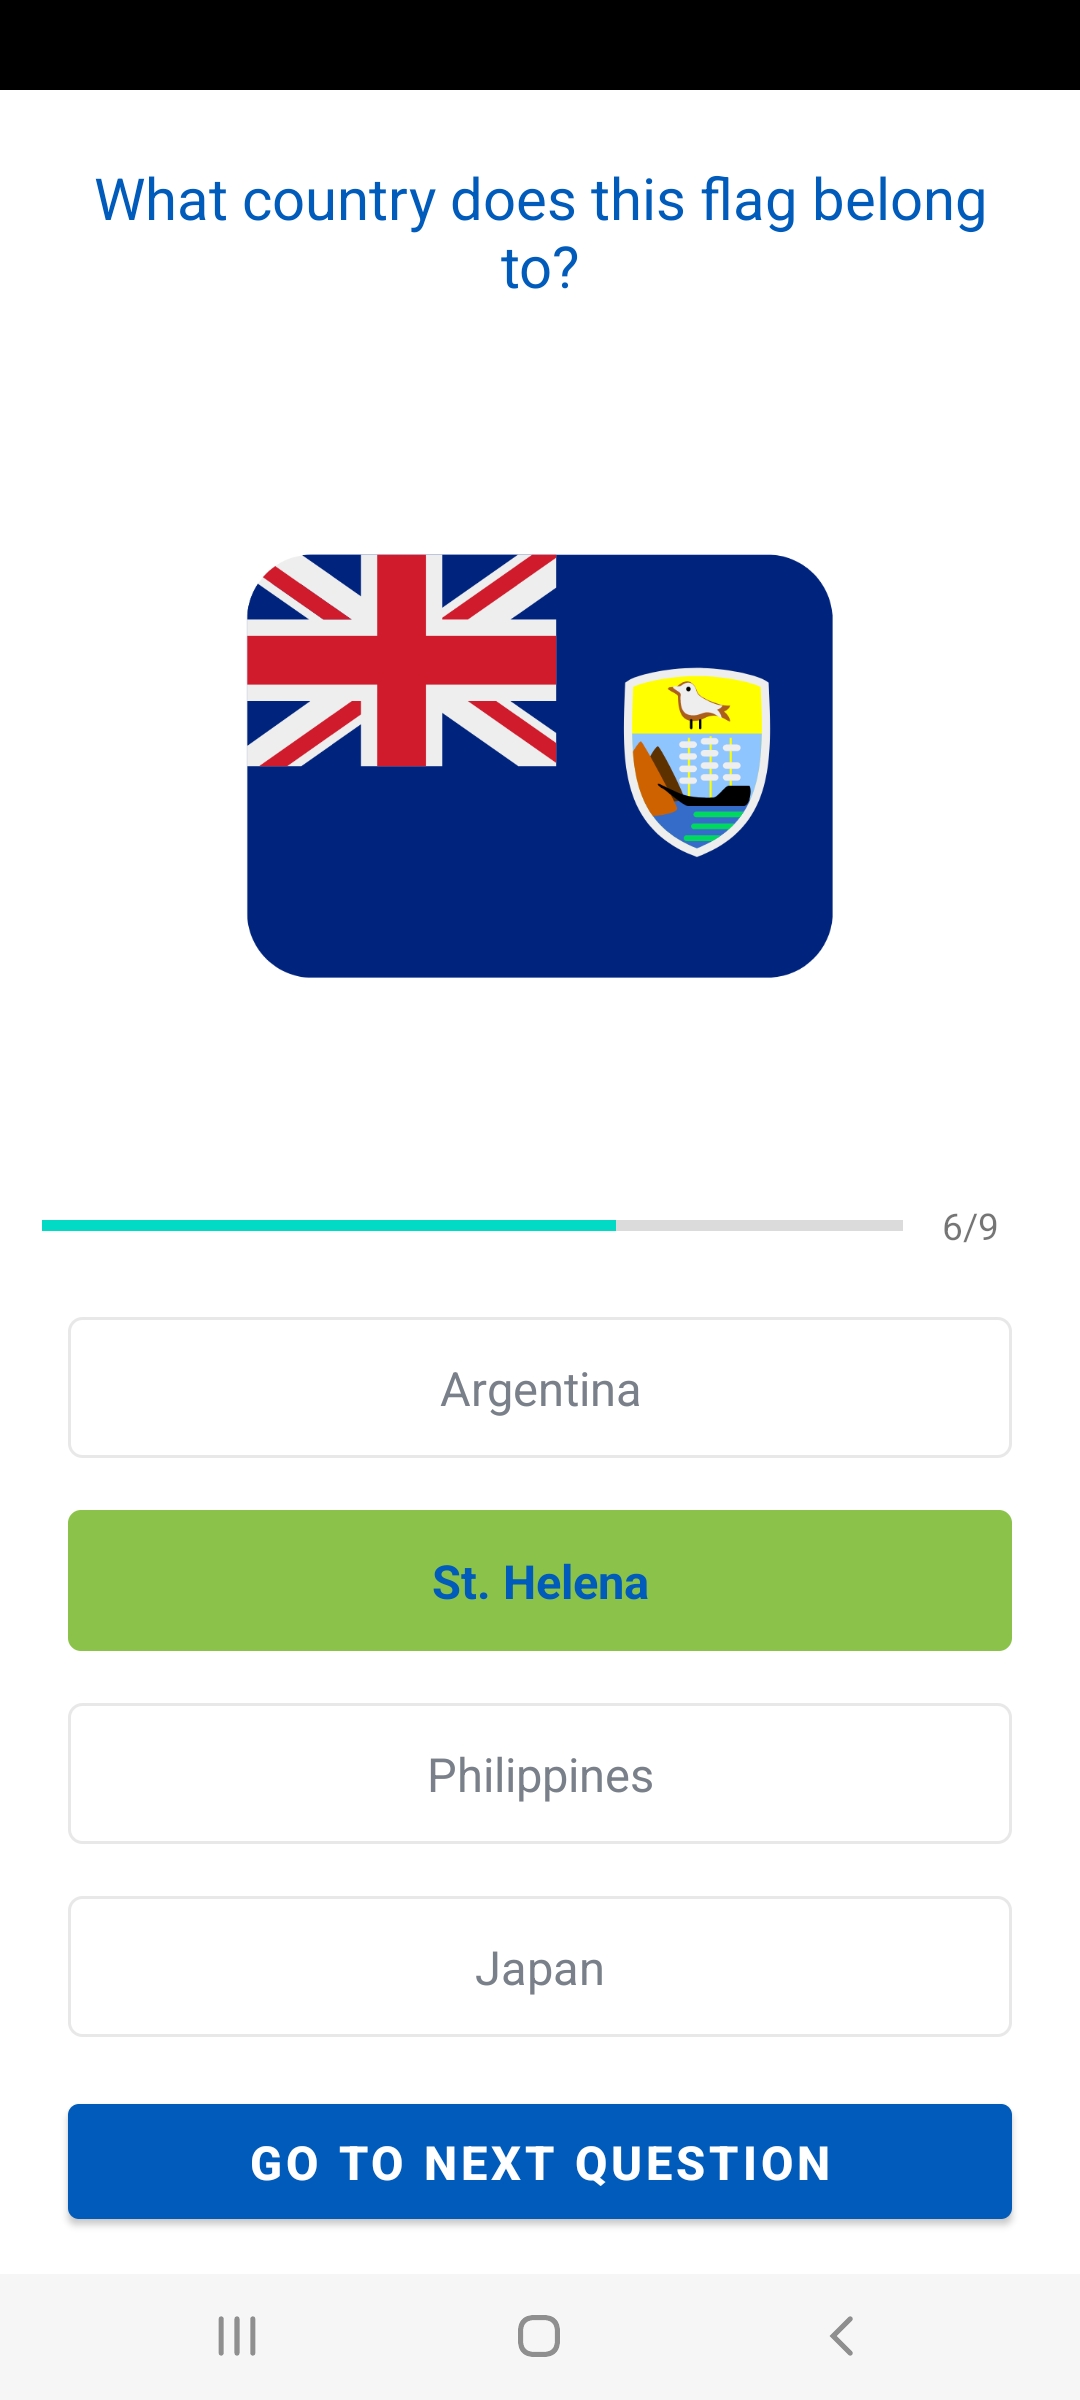 What country does this flag belong
to?
6/9
Argentina
St. Helena
Philippines
Japan
GO TO NEXT QUESTION